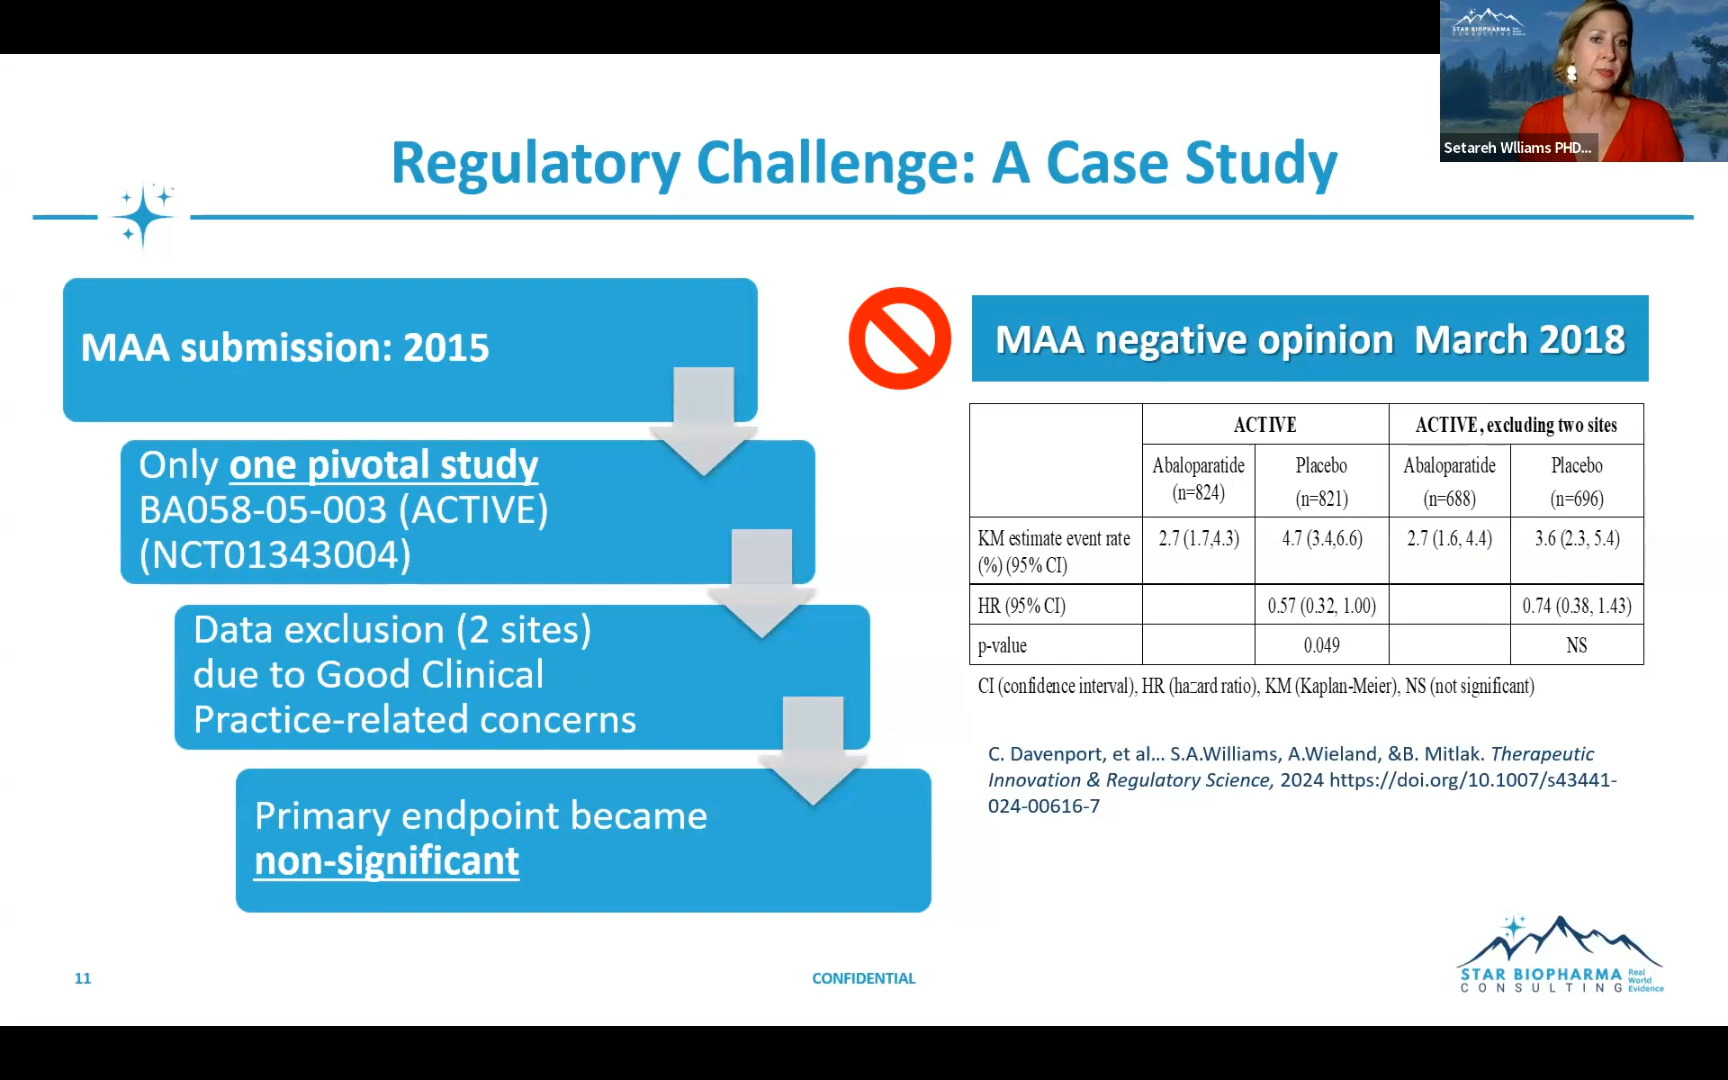 STAR BIOPHARMA
CONSULTING
Real
World
Evidence
Setareh Wlliams PHD...
Regulatory Challenge: A Case Study
MAA submission: 2015
Only one pivotal study
BA058-05-003 (ACTIVE)
(NCT01343004)
Data exclusion (2 sites)
due to Good Clinical
Practice-related concerns
Primary endpoint became
non-significant
MAA negative opinion March 2018
ACTIVE ACTIVE, excluding two sites
Abaloparatide Placebo Abaloparatide Placebo
(n=824) (n=821) (n=688) (n=696)
KM estimate event rate 2.7 (1.7,4.3) 4.7 (3.4,6.6) 2.7 (1.6, 4.4) 3.6 (2.3, 5.4)
(%) (95% CI)
HR (95% CI) 0.57 (0.32, 1.00) 0.74 (0.38, 1.43)
p-value 0.049 NS
CI (confidence interval), HR (hazard ratio), KM (Kaplan-Meier), NS (not significant)
C. Davenport, et al... S.A.Williams, A.Wieland, &B. Mitlak. Therapeutic
Innovation & Regulatory Science, 2024 https://doi.org/10.1007/s43441-
024-00616-7
11
CONFIDENTIAL
STAR BIOPHARMA
CONSULTING
Real
World
Evidence